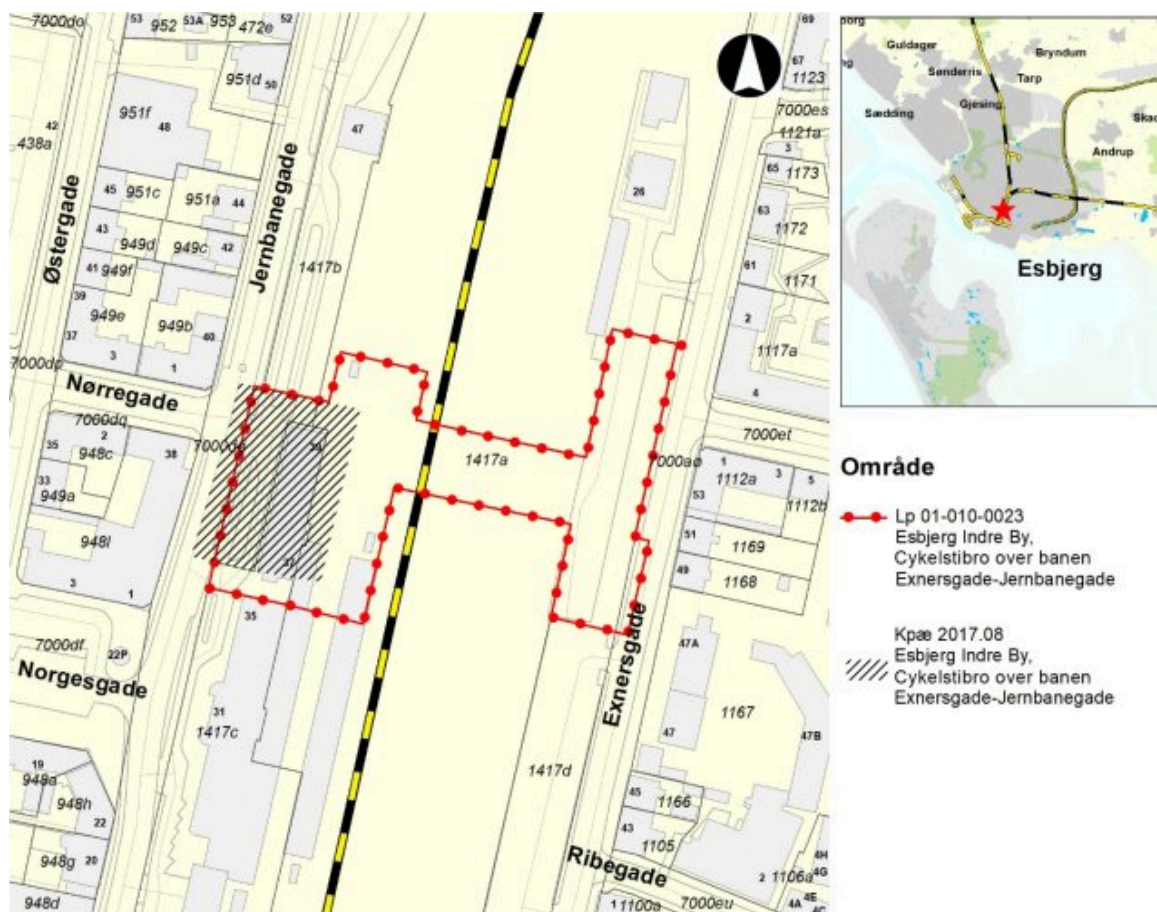 7000do
53
952
53A
953
472e
52
951d
50
951f
48
42
438a
47
45
951c
951a
44
43
949d
949c
42
41
949f
39
949e
949b
40
37
3
1
7000dp
Østergade
Jernbanegade
1417b
Nørregade
7000dq
2
35
948c
38
33
949a
948l
3
1
7000de
39
37
35
7000df
22P
Norgesgade
31
1417c
19
948a
948h
22
948g
20
948d
69
67
1123
7000es
1121a
3
65
1173
26
63
1172
61
1171
2
1117a
4
7000et
1417a
7000ao
1
3
5
1112a
1112b
53
51
1169
49
1168
Exnersgade
47A
1167
47
47B
1417d
45
1166
43
1105
Ribegade
2
1106a
4H
4G
4E
4A
4C
1
1100a
7000eu
Guldager
Bryndum
Sønderris
Tarp
Gjesing
Sædding
Skad
Andrup
Esbjerg
Område
Lp 01-010-0023
Esbjerg Indre By,
Cykelstibro over banen
Exnersgade-Jernbanegade
Kpæ 2017.08
Esbjerg Indre By,
Cykelstibro over banen
Exnersgade-Jernbanegade